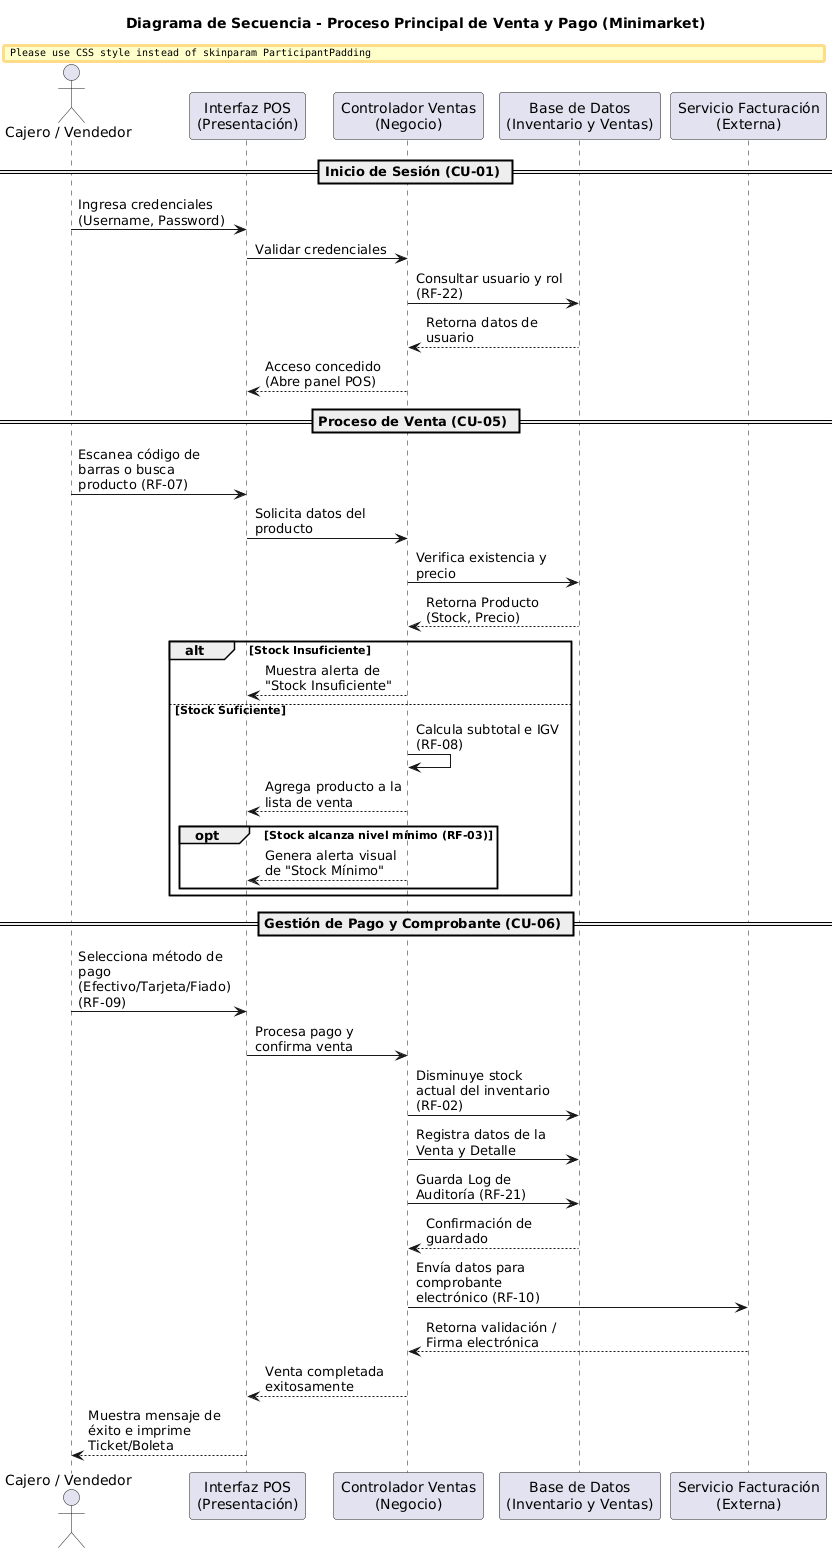 Diagrama de Secuencia - Proceso Principal de Venta y Pago (Minimarket)
Please use CSS style instead of skinparam ParticipantPadding
Cajero / Vendedor
Interfaz POS
(Presentación)
Controlador Ventas
(Negocio)
Base de Datos
(Inventario y Ventas)
Servicio Facturación
(Externa)
Inicio de Sesión (CU-01)
Ingresa credenciales
(Username, Password)
Validar credenciales
Consultar usuario y rol
(RF-22)
Retorna datos de
usuario
Acceso concedido
(Abre panel POS)
Proceso de Venta (CU-05)
Escanea código de
barras o busca
producto (RF-07)
Solicita datos del
producto
Verifica existencia y
precio
Retorna Producto
(Stock, Precio)
alt
[Stock Insuficiente]
Muestra alerta de
"Stock Insuficiente"
[Stock Suficiente]
Calcula subtotal e IGV
(RF-08)
Agrega producto a la
lista de venta
opt
[Stock alcanza nivel mínimo (RF-03)]
Genera alerta visual
de "Stock Mínimo"
Gestión de Pago y Comprobante (CU-06)
Selecciona método de
pago
(Efectivo/Tarjeta/Fiado)
(RF-09)
Procesa pago y
confirma venta
Disminuye stock
actual del inventario
(RF-02)
Registra datos de la
Venta y Detalle
Guarda Log de
Auditoría (RF-21)
Confirmación de
guardado
Envía datos para
comprobante
electrónico (RF-10)
Retorna validación /
Firma electrónica
Venta completada
exitosamente
Muestra mensaje de
éxito e imprime
Ticket/Boleta
Cajero / Vendedor
Interfaz POS
(Presentación)
Controlador Ventas
(Negocio)
Base de Datos
(Inventario y Ventas)
Servicio Facturación
(Externa)